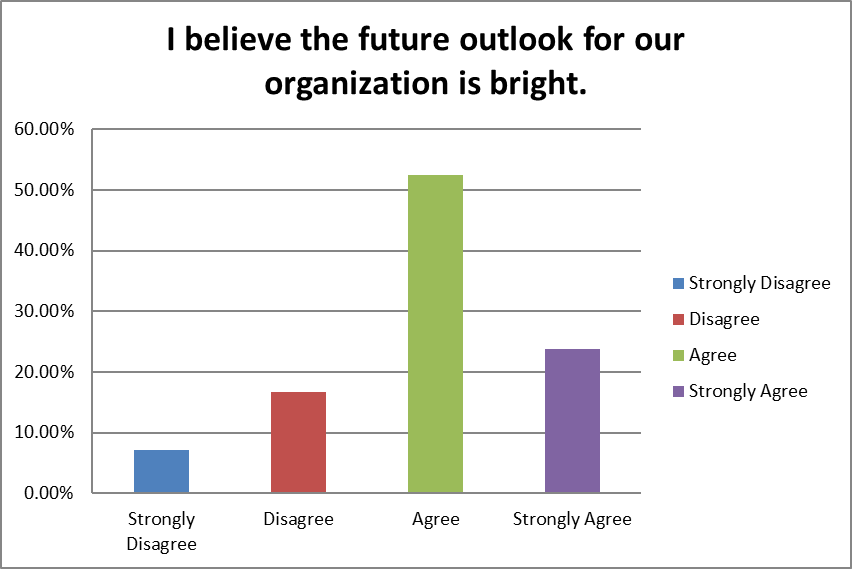 I believe the future outlook for our
organization is bright.
60.00%
50.00%
40.00%
30.00%
20.00%
10.00%
0.00%
Strongly
Disagree
Disagree
Agree
Strongly Agree
Strongly Disagree
Disagree
Agree
Strongly Agree